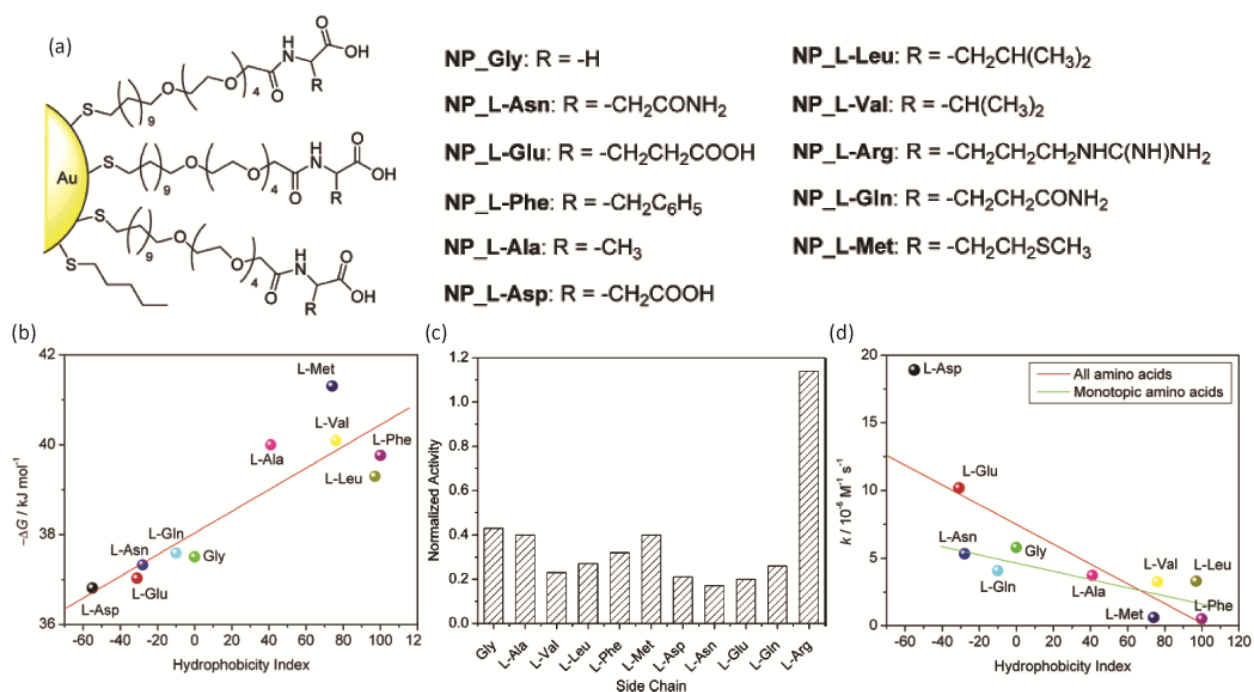 (a)
Au
S
9
O
O
4
O
H
N
R
O
OH
S
9
O
O
4
O
H
N
R
O
OH
S
9
O
O
4
O
H
N
R
O
OH
S
NP_Gly: R = -H
NP_L-Asn: R = -CH2CONH2
NP_L-Glu: R = -CH2CH2COOH
NP_L-Phe: R = -CH2C6H5
NP_L-Ala: R = -CH3
NP_L-Asp: R = -CH2COOH
NP_L-Leu: R = -CH2CH(CH3)2
NP_L-Val: R = -CH(CH3)2
NP_L-Arg: R = -CH2CH2CH2NHC(NH)NH2
NP_L-Gln: R = -CH2CH2CONH2
NP_L-Met: R = -CH2CH2SCH3
(b)
−ΔG / kJ mol⁻¹
42
40
38
36
L-Met
L-Val
L-Ala
L-Phe
L-Leu
L-Gln
L-Asn
Gly
L-Asp
L-Glu
-60 -40 -20 0 20 40 60 80 100
Hydrophobicity Index
(c)
Normalized Activity
1.2
1.0
0.8
0.6
0.4
0.2
0.0
Gly L-Ala L-Val L-Leu L-Phe L-Met L-Asp L-Asn L-Glu L-Gln L-Arg
Side Chain
(d)
k / 10⁻⁶ M⁻¹ s⁻¹
20
15
10
5
0
All amino acids
Monotopic amino acids
L-Asp
L-Glu
L-Asn
Gly
L-Gln
L-Ala
L-Val
L-Leu
L-Met
L-Phe
-60 -40 -20 0 20 40 60 80 100 120
Hydrophobicity Index